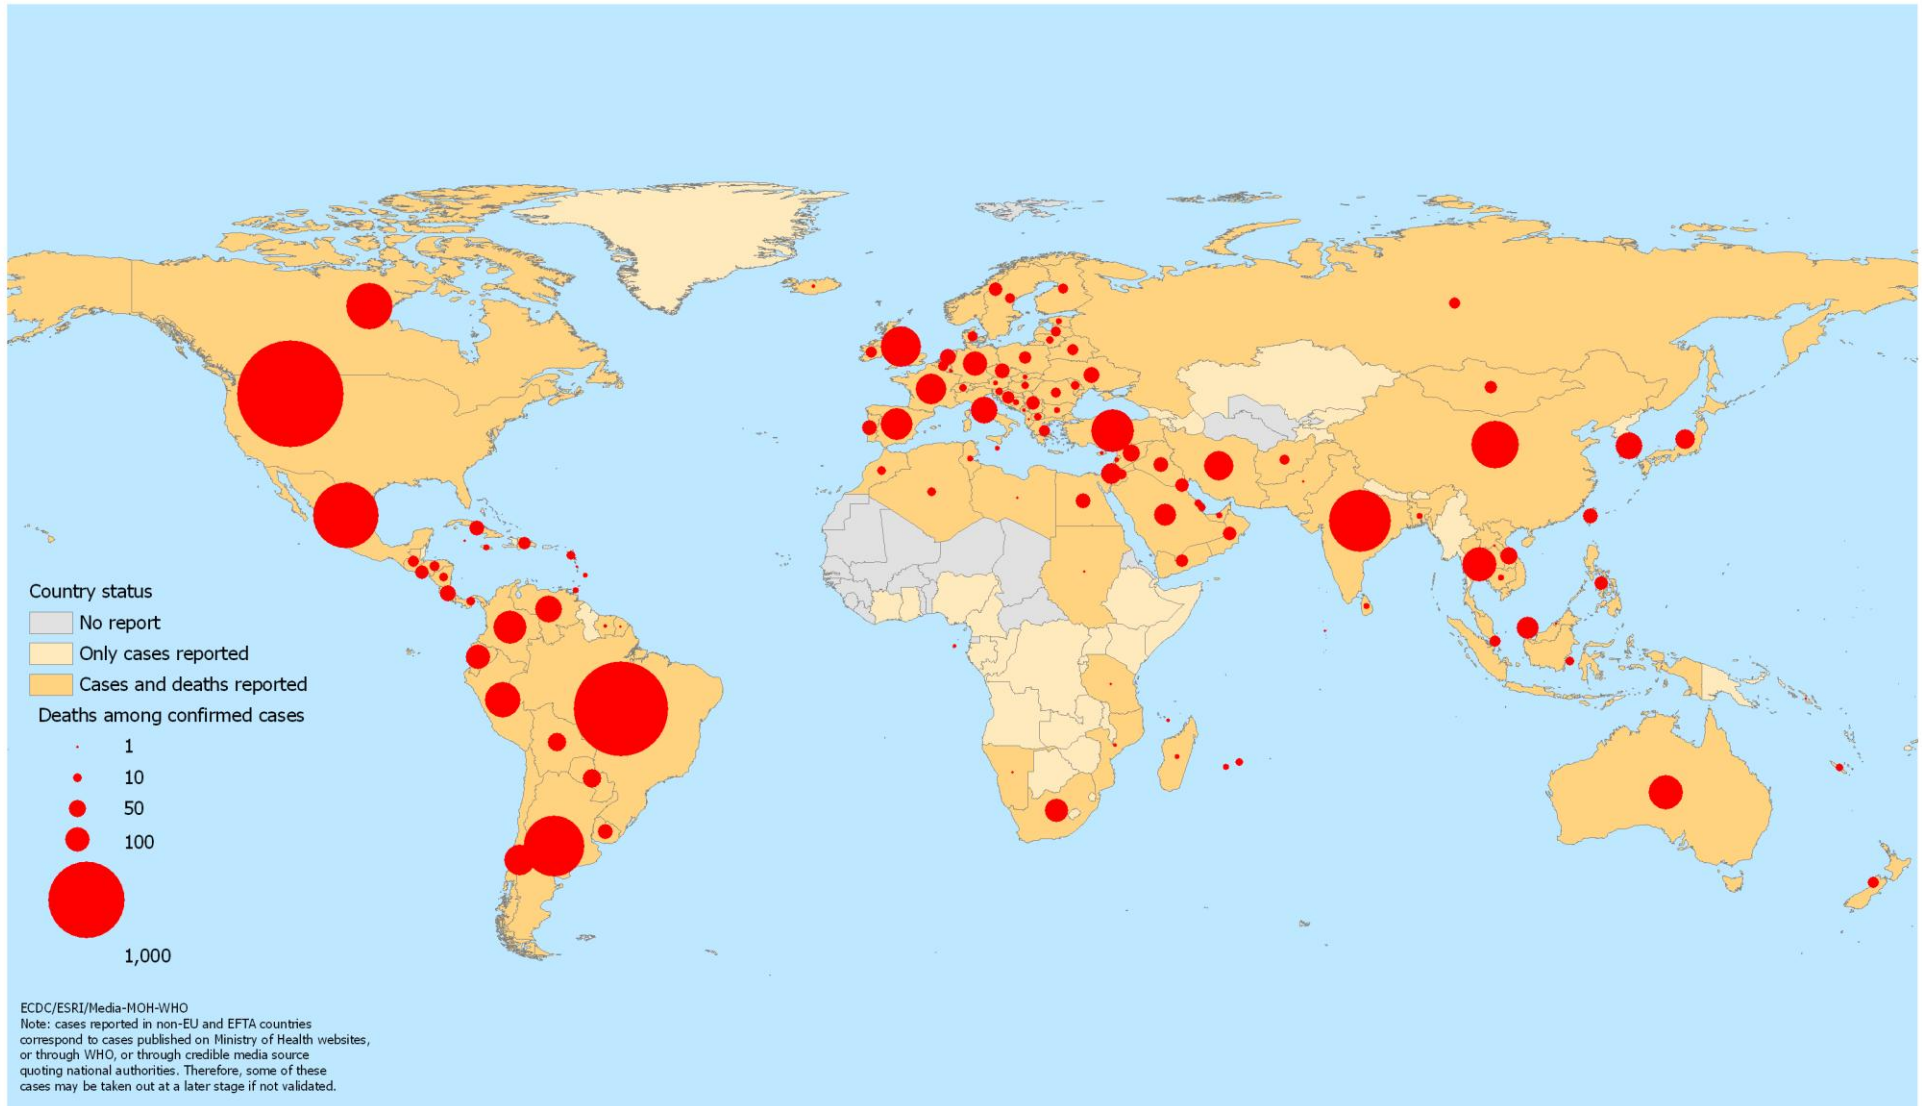 Country status
No report
Only cases reported
Cases and deaths reported
Deaths among confirmed cases
1
10
50
100
1,000
ECDC/ESRI/Media-MOH-WHO
Note: cases reported in non-EU and EFTA countries
correspond to cases published on Ministry of Health websites,
or through WHO, or through credible media source
quoting national authorities. Therefore, some of these
cases may be taken out at a later stage if not validated.